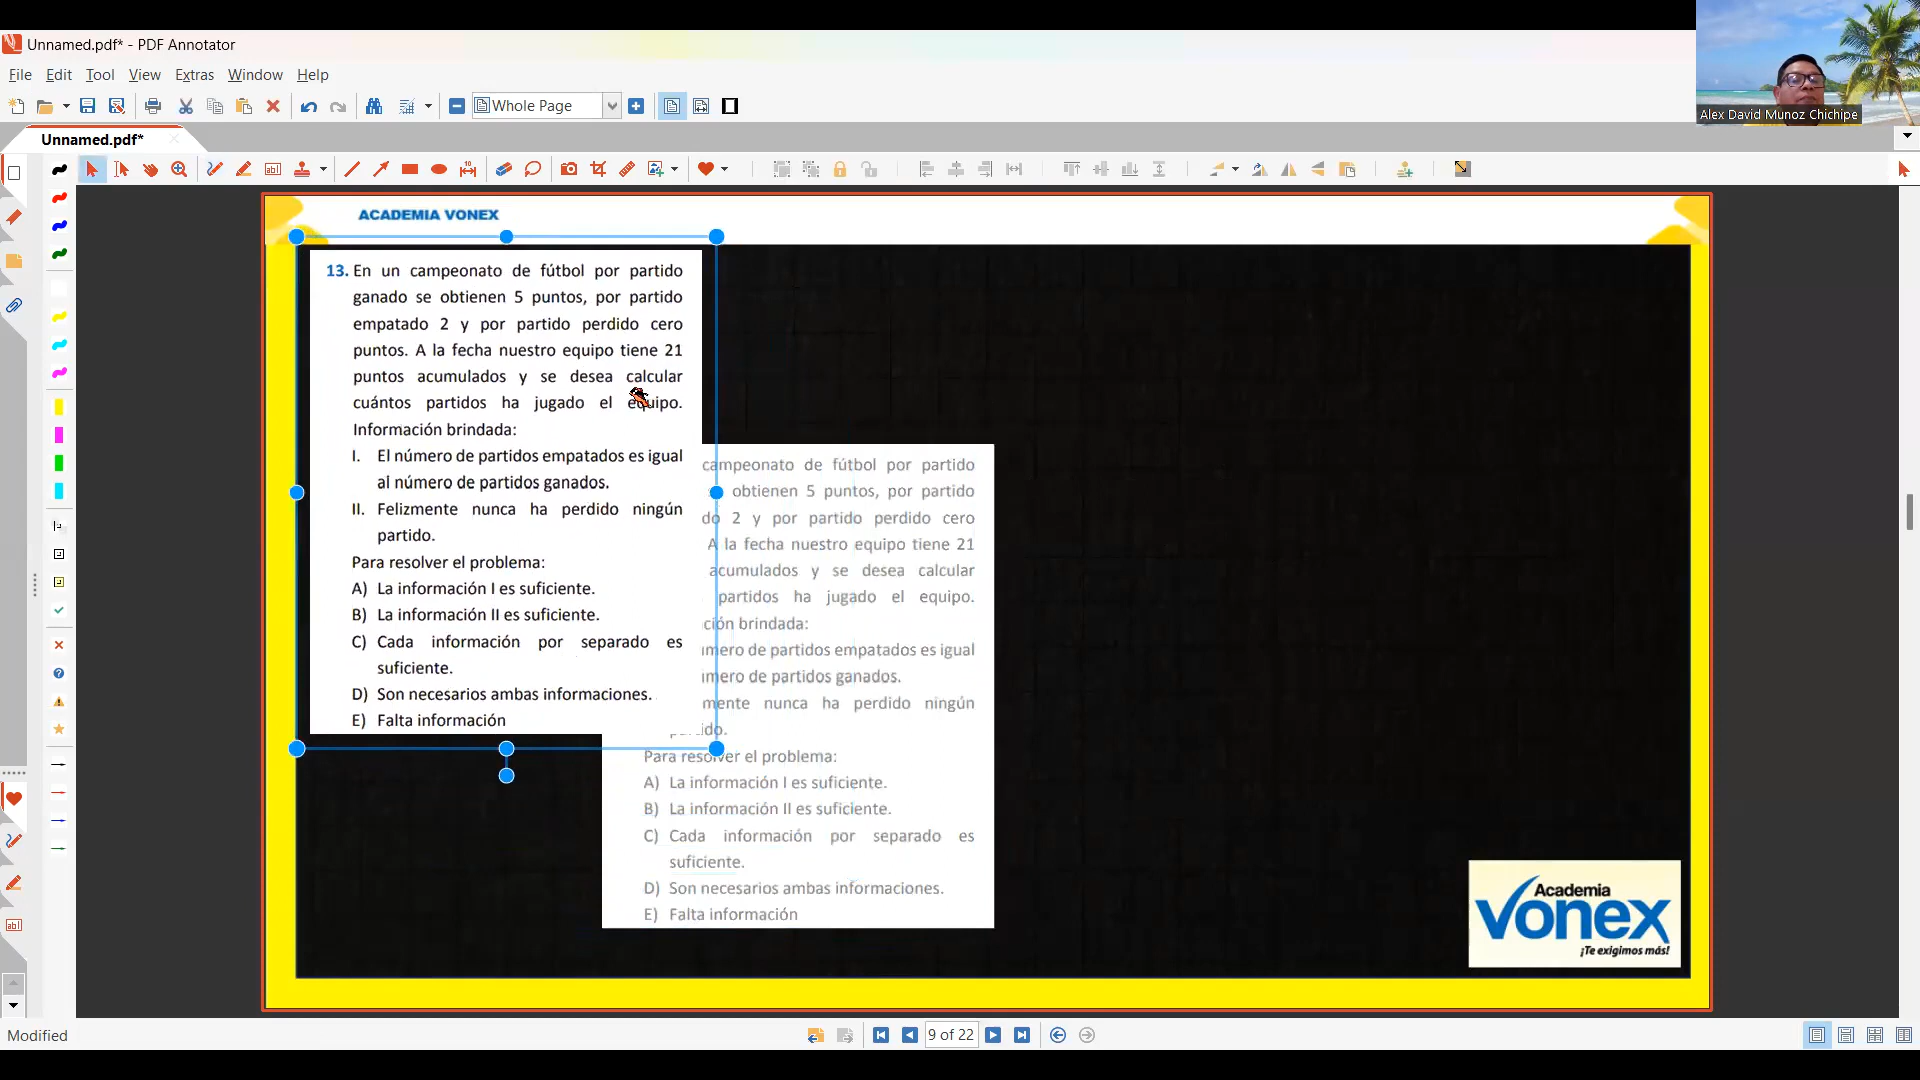 Unnamed.pdf* - PDF Annotator
Alex David Munoz Chichipe
File Edit Tool View Extras Window Help
Whole Page
Unnamed.pdf*
ACADEMIA VONEX
13. En un campeonato de fútbol por partido
ganado se obtienen 5 puntos, por partido
empatado 2 y por partido perdido cero
puntos. A la fecha nuestro equipo tiene 21
puntos acumulados y se desea calcular
cuántos partidos ha jugado el equipo.
Información brindada:
I. El número de partidos empatados es igual
al número de partidos ganados.
II. Felizmente nunca ha perdido ningún
partido.
Para resolver el problema:
A) La información I es suficiente.
B) La información II es suficiente.
C) Cada información por separado es
suficiente.
D) Son necesarios ambas informaciones.
E) Falta información
campeonato de fútbol por partido
obtienen 5 puntos, por partido
do 2 y por partido perdido cero
A la fecha nuestro equipo tiene 21
acumulados y se desea calcular
partidos ha jugado el equipo.
ción brindada:
úmero de partidos empatados es igual
úmero de partidos ganados.
mente nunca ha perdido ningún
partido.
Para resolver el problema:
A) La información I es suficiente.
B) La información II es suficiente.
C) Cada información por separado es
suficiente.
D) Son necesarios ambas informaciones.
E) Falta información
Academia
Vonex
¡Te exigimos más!
Modified
9 of 22